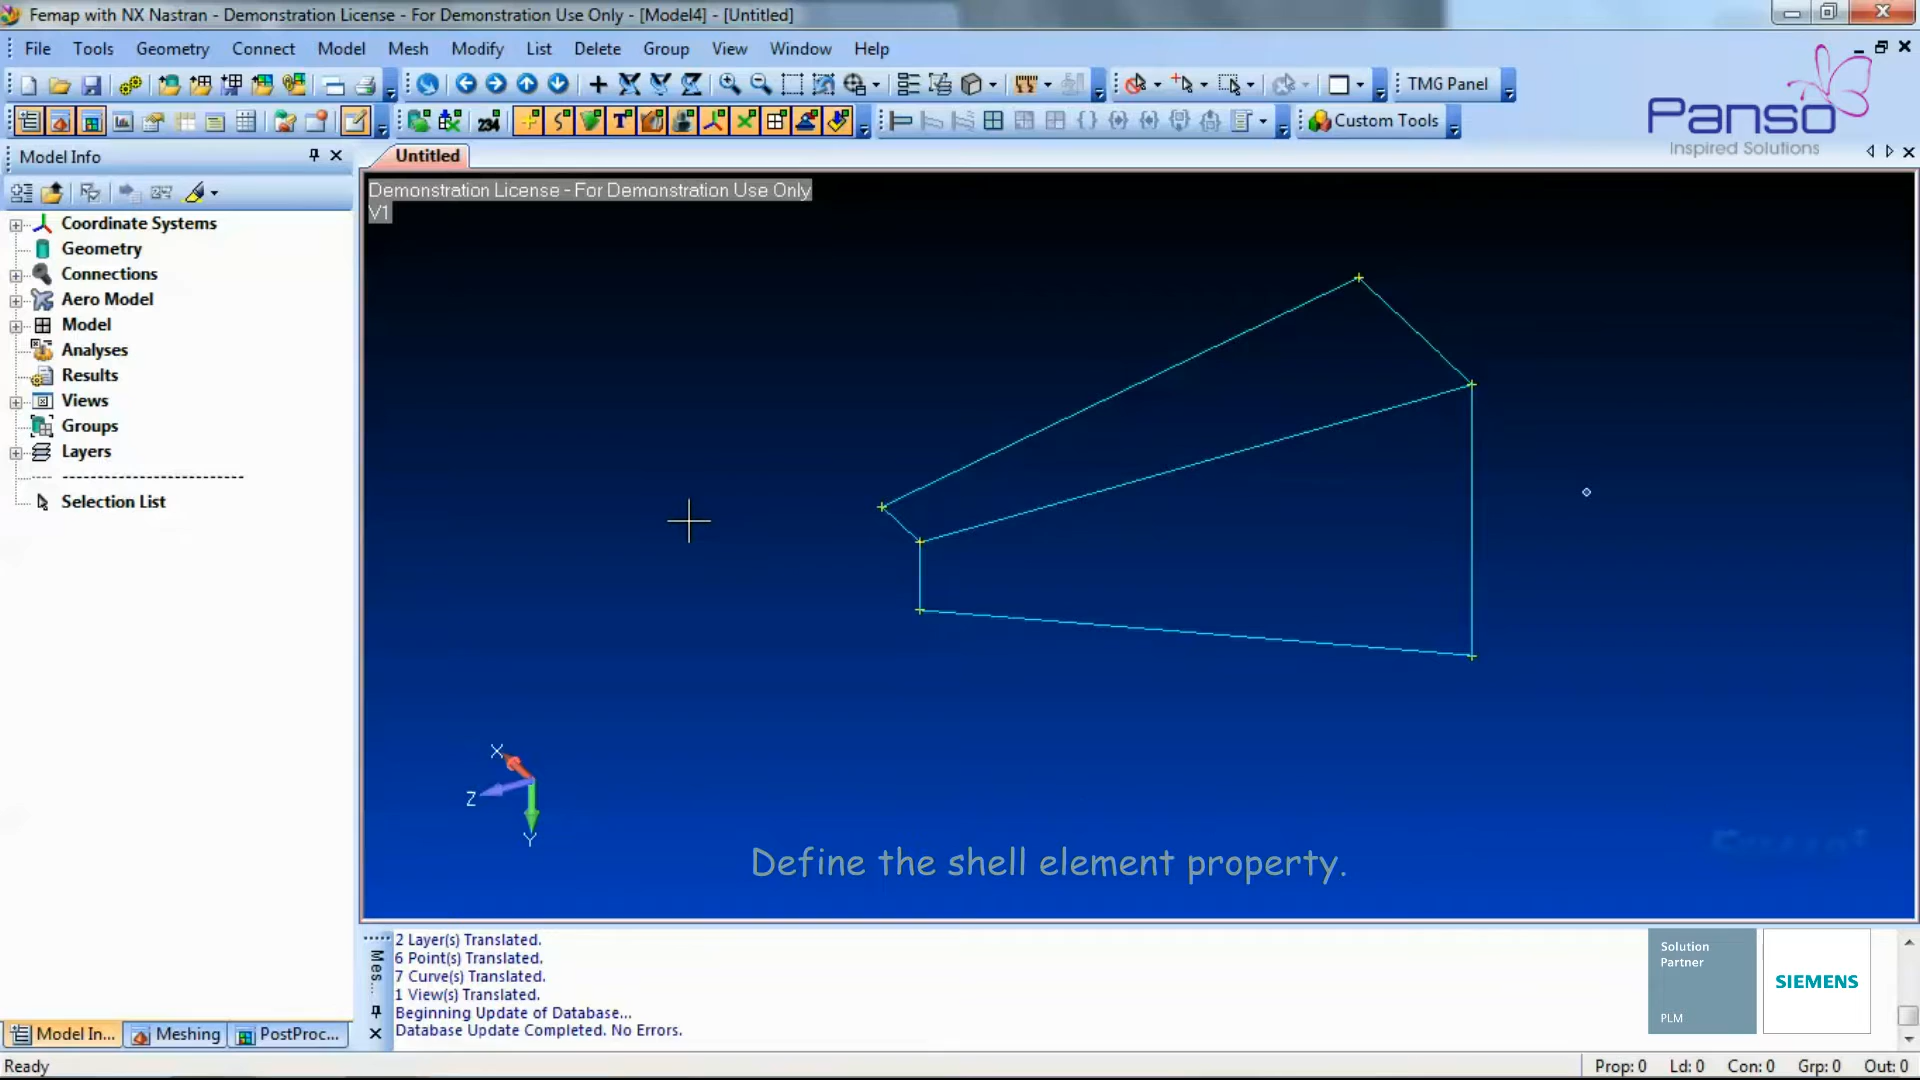 Femap with NX Nastran - Demonstration License - For Demonstration Use Only - [Model4] - [Untitled]
File Tools Geometry Connect Model Mesh Modify List Delete Group View Window Help
TMG Panel
234
Custom Tools
Panso
Inspired Solutions
Model Info
Untitled
Demonstration License - For Demonstration Use Only
V1
Coordinate Systems
Geometry
Connections
Aero Model
Model
Analyses
Results
Views
Groups
Layers
Selection List
X
Z
Y
Define the shell element property.
Mes...
2 Layer(s) Translated.
6 Point(s) Translated.
7 Curve(s) Translated.
1 View(s) Translated.
Beginning Update of Database...
Database Update Completed. No Errors.
Solution
Partner
PLM
SIEMENS
Model In... Meshing PostProc...
Ready
Prop: 0 Ld: 0 Con: 0 Grp: 0 Out: 0